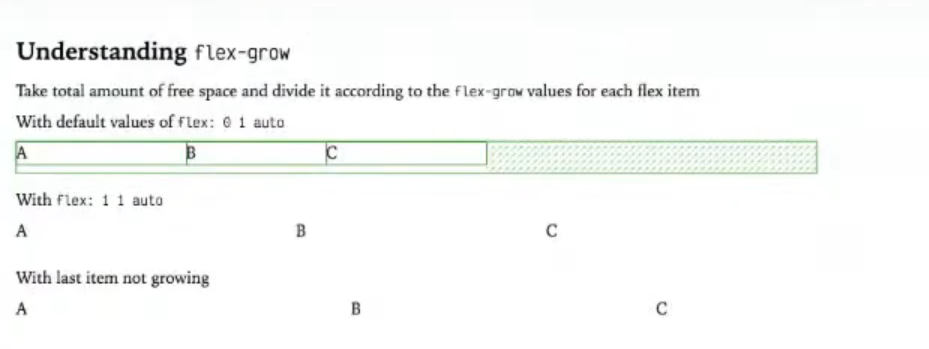 Understanding flex-grow
Take total amount of free space and divide it according to the flex-grow values for each flex item
With default values of flex: 0 1 auto
A B C
With flex: 1 1 auto
A B C
With last item not growing
A B C